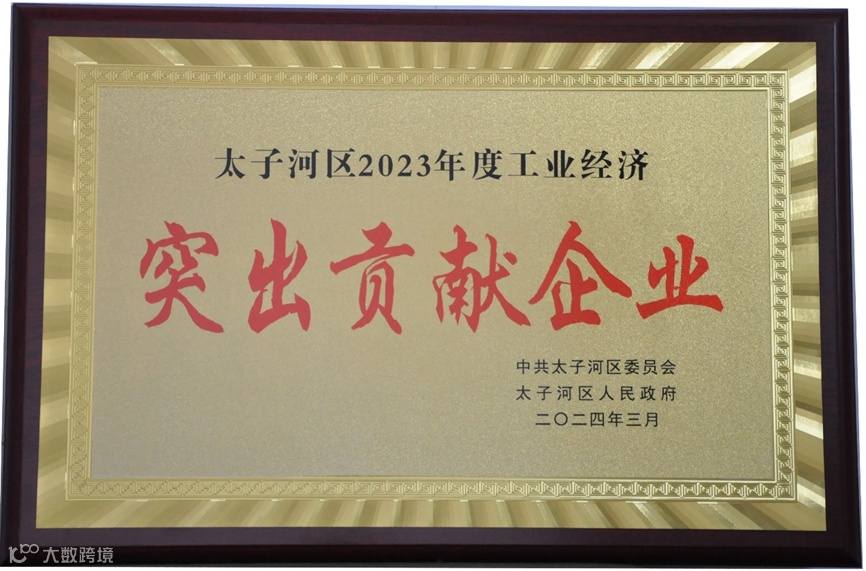 太子河区2023年度工业经济
突出贡献企业
中共太子河区委员会
太子河区人民政府
二〇二四年三月
大数跨境